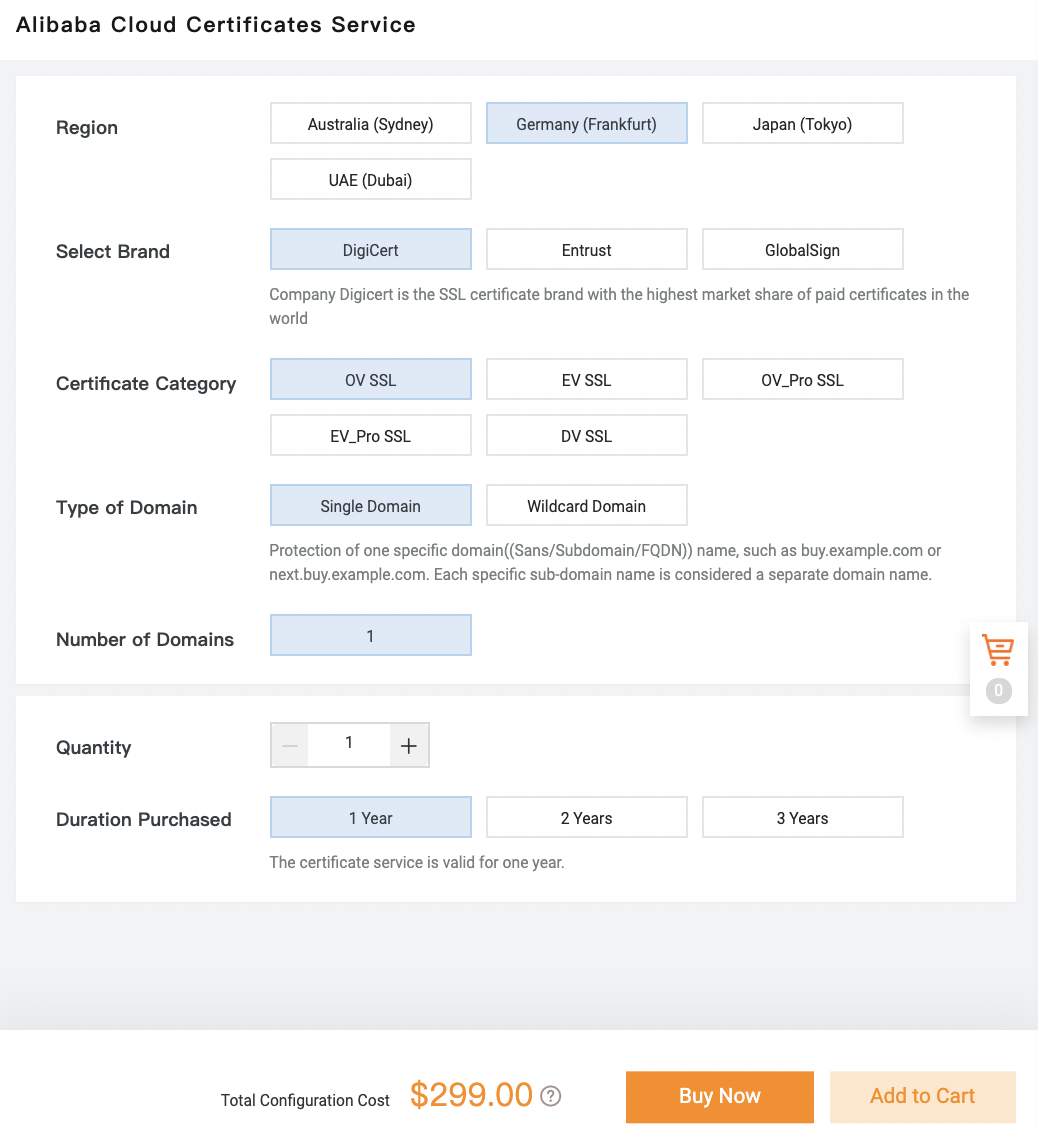 Alibaba Cloud Certificates Service
Region
Australia (Sydney)
Germany (Frankfurt)
Japan (Tokyo)
UAE (Dubai)
Select Brand
DigiCert
Entrust
GlobalSign
Company Digicert is the SSL certificate brand with the highest market share of paid certificates in the
world
Certificate Category
OV SSL
EV SSL
OV_Pro SSL
EV_Pro SSL
DV SSL
Type of Domain
Single Domain
Wildcard Domain
Protection of one specific domain((Sans/Subdomain/FQDN)) name, such as buy.example.com or
next.buy.example.com. Each specific sub-domain name is considered a separate domain name.
Number of Domains
1
0
Quantity
1
Duration Purchased
1 Year
2 Years
3 Years
The certificate service is valid for one year.
Total Configuration Cost
$299.00
?
Buy Now
Add to Cart